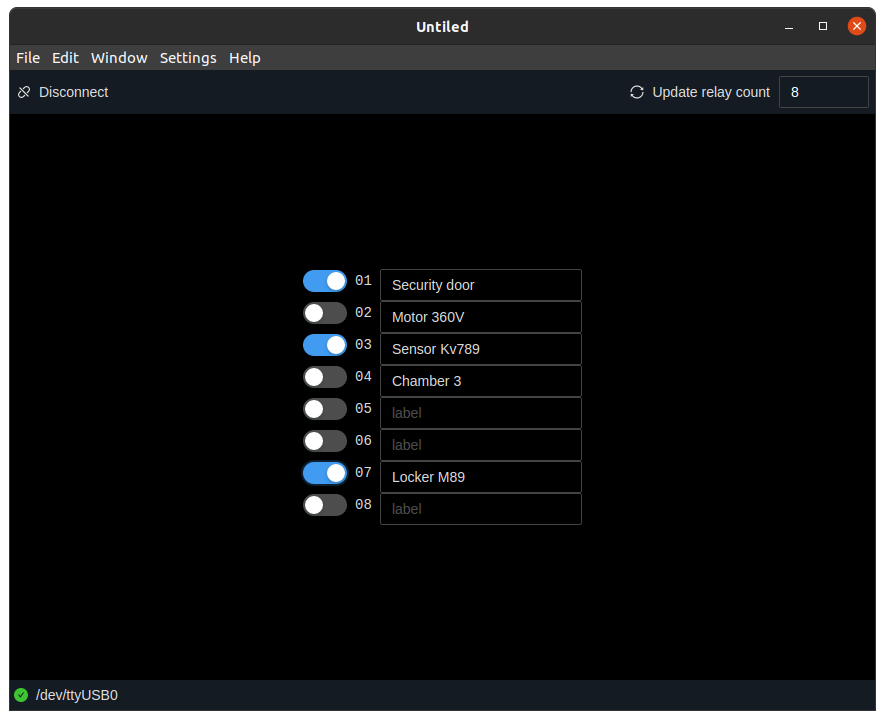 Untiled
File Edit Window Settings Help
Disconnect Update relay count 8
01 Security door
02 Motor 360V
03 Sensor Kv789
04 Chamber 3
05 label
06 label
07 Locker M89
08 label
/dev/ttyUSB0